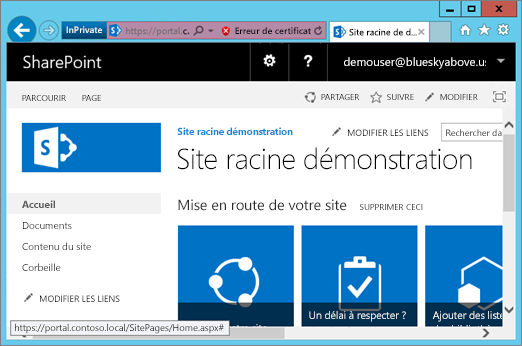 InPrivate
https://portal.c.
Erreur de certificat
Site racine de d...
SharePoint
?
demouser@blueskyabove.us
PARCOURIR
PAGE
PARTAGER
SUIVRE
MODIFIER
S
Site racine démonstration
MODIFIER LES LIENS
Rechercher da
Site racine démonstration
Accueil
Documents
Contenu du site
Corbeille
MODIFIER LES LIENS
Mise en route de votre site
SUPPRIMER CECI
Un délai à respecter ?
Ajouter des liste
https://portal.contoso.local/SitePages/Home.aspx#